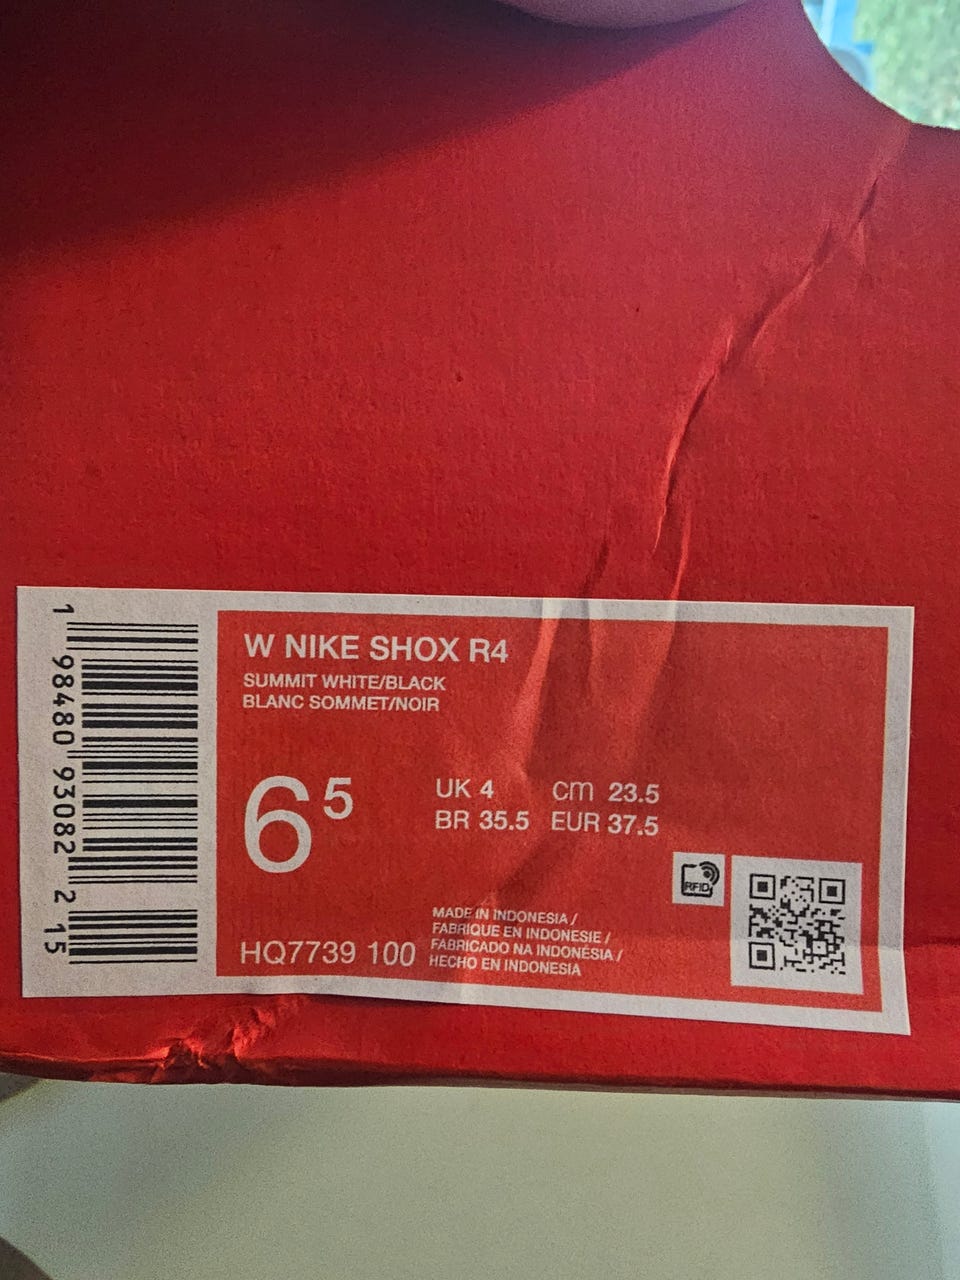 1 98480 93082 2 15
W NIKE SHOX R4
SUMMIT WHITE/BLACK
BLANC SOMMET/NOIR
6 5
UK 4 cm 23.5
BR 35.5 EUR 37.5
RFID
MADE IN INDONESIA /
FABRIQUE EN INDONESIE /
FABRICADO NA INDONÉSIA /
HECHO EN INDONESIA
HQ7739 100